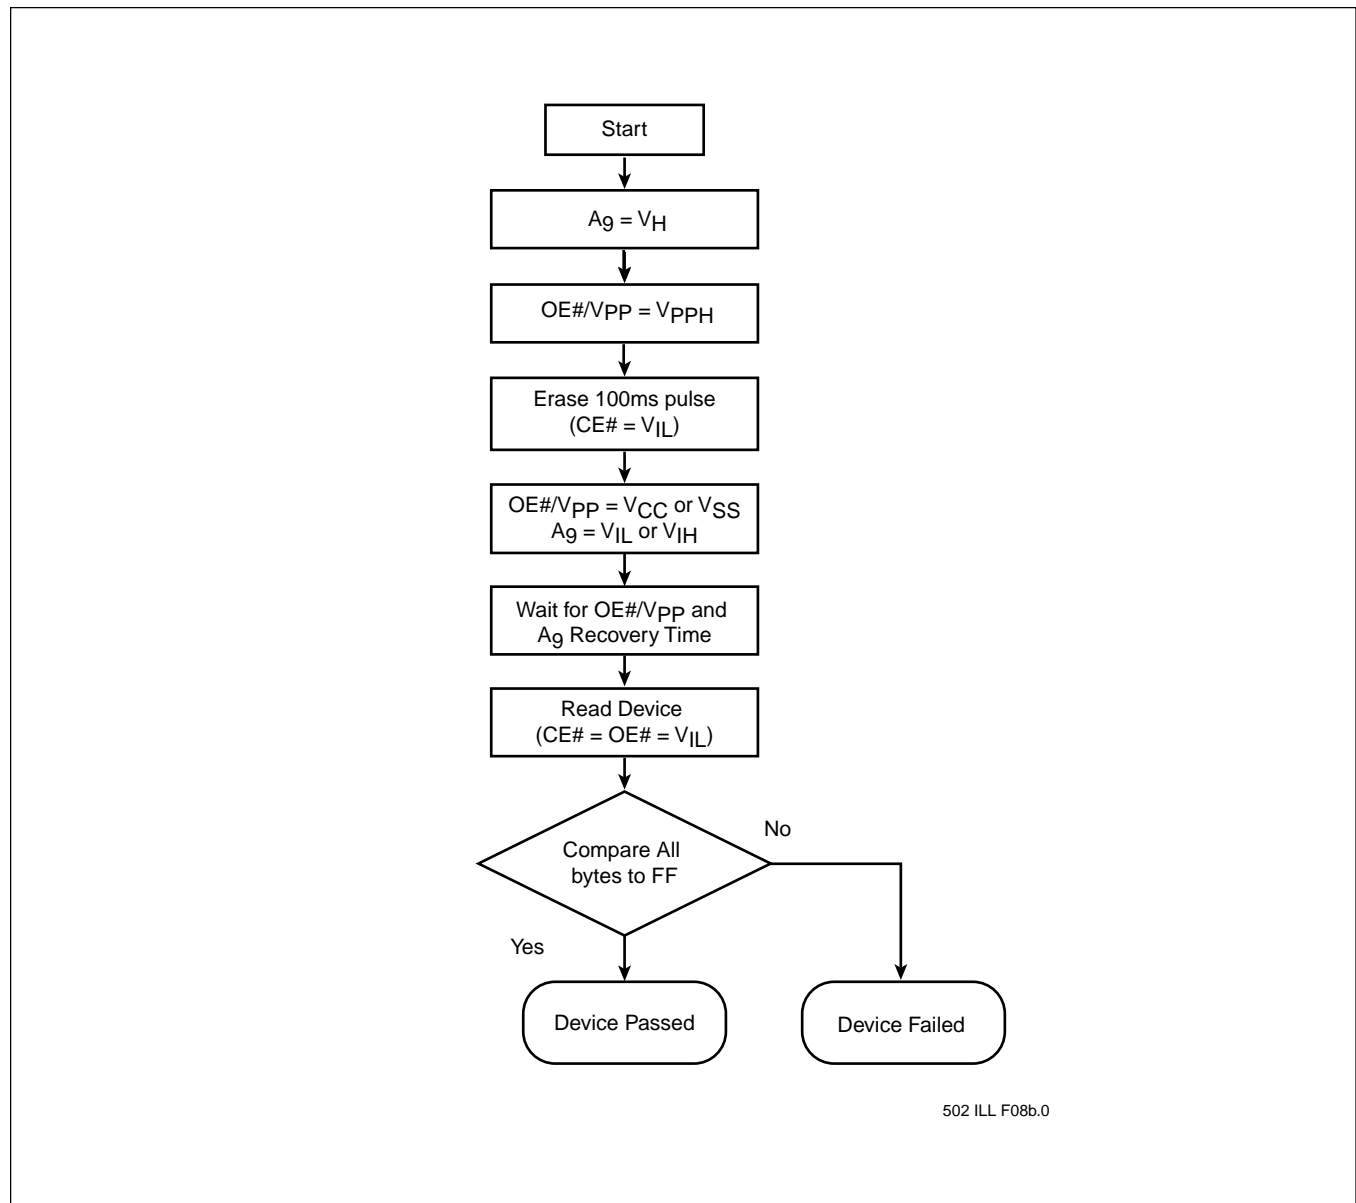 Start
A9 = VH
OE#/VPP = VPPH
Erase 100ms pulse
(CE# = VIL)
OE#/VPP = VCC or VSS
A9 = VIL or VIH
Wait for OE#/VPP and
A9 Recovery Time
Read Device
(CE# = OE# = VIL)
Compare All
bytes to FF
No
Yes
Device Passed
Device Failed
502 ILL F08b.0